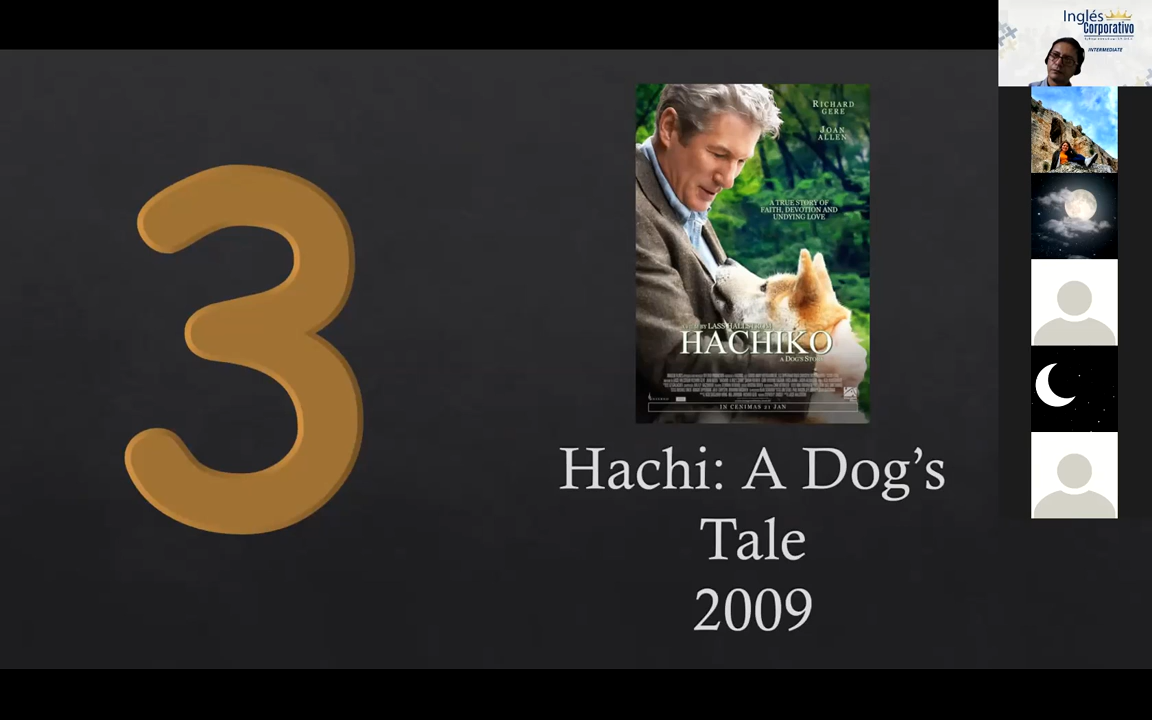 3
RICHARD
GERE
JOAN
ALLEN
A TRUE STORY OF
FAITH, DEVOTION AND
UNDYING LOVE
HACHIKO
A DOG'S STORY
IN CINEMAS 21 JAN
Hachi: A Dog's
Tale
2009
Inglés
Corporativo
INTERMEDIATE